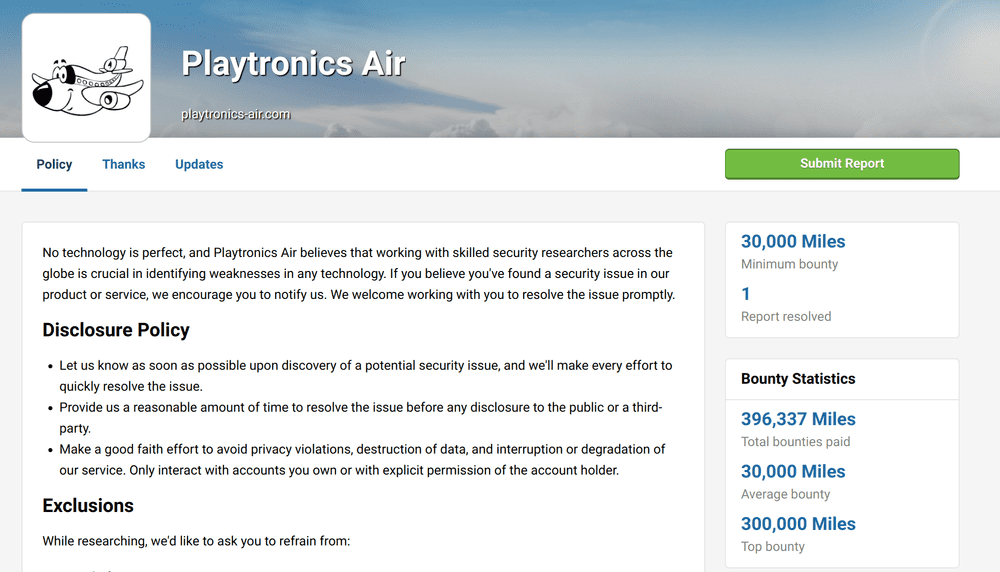 Playtronics Air
playtronics-air.com
Policy
Thanks
Updates
Submit Report
No technology is perfect, and Playtronics Air believes that working with skilled security researchers across the
globe is crucial in identifying weaknesses in any technology. If you believe you've found a security issue in our
product or service, we encourage you to notify us. We welcome working with you to resolve the issue promptly.
Disclosure Policy
• Let us know as soon as possible upon discovery of a potential security issue, and we'll make every effort to
quickly resolve the issue.
• Provide us a reasonable amount of time to resolve the issue before any disclosure to the public or a third-
party.
• Make a good faith effort to avoid privacy violations, destruction of data, and interruption or degradation of
our service. Only interact with accounts you own or with explicit permission of the account holder.
Exclusions
While researching, we'd like to ask you to refrain from:
30,000 Miles
Minimum bounty
1
Report resolved
Bounty Statistics
396,337 Miles
Total bounties paid
30,000 Miles
Average bounty
300,000 Miles
Top bounty